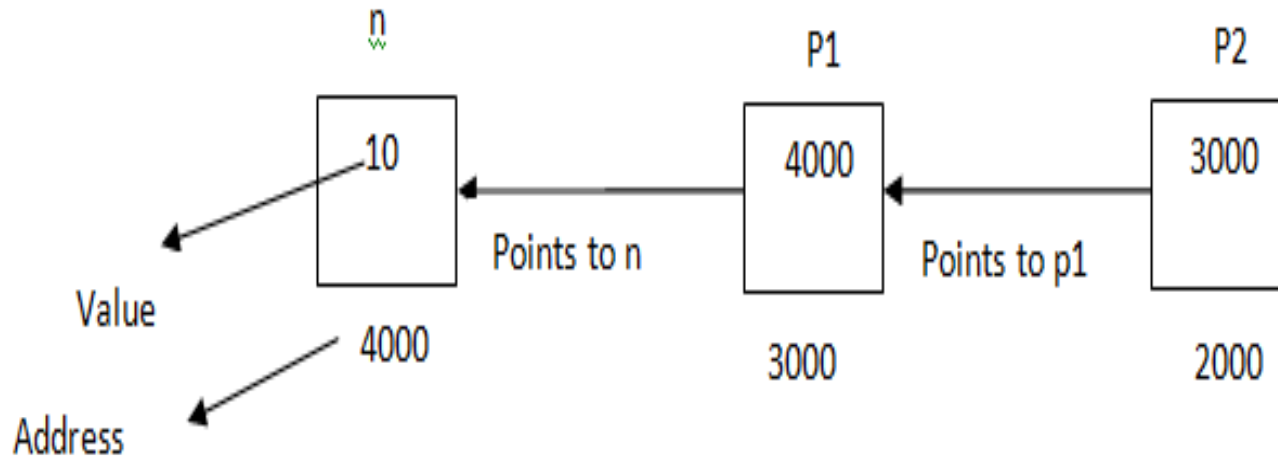 n
P1
P2
10
4000
3000
Points to n
Points to p1
Value
4000
3000
2000
Address